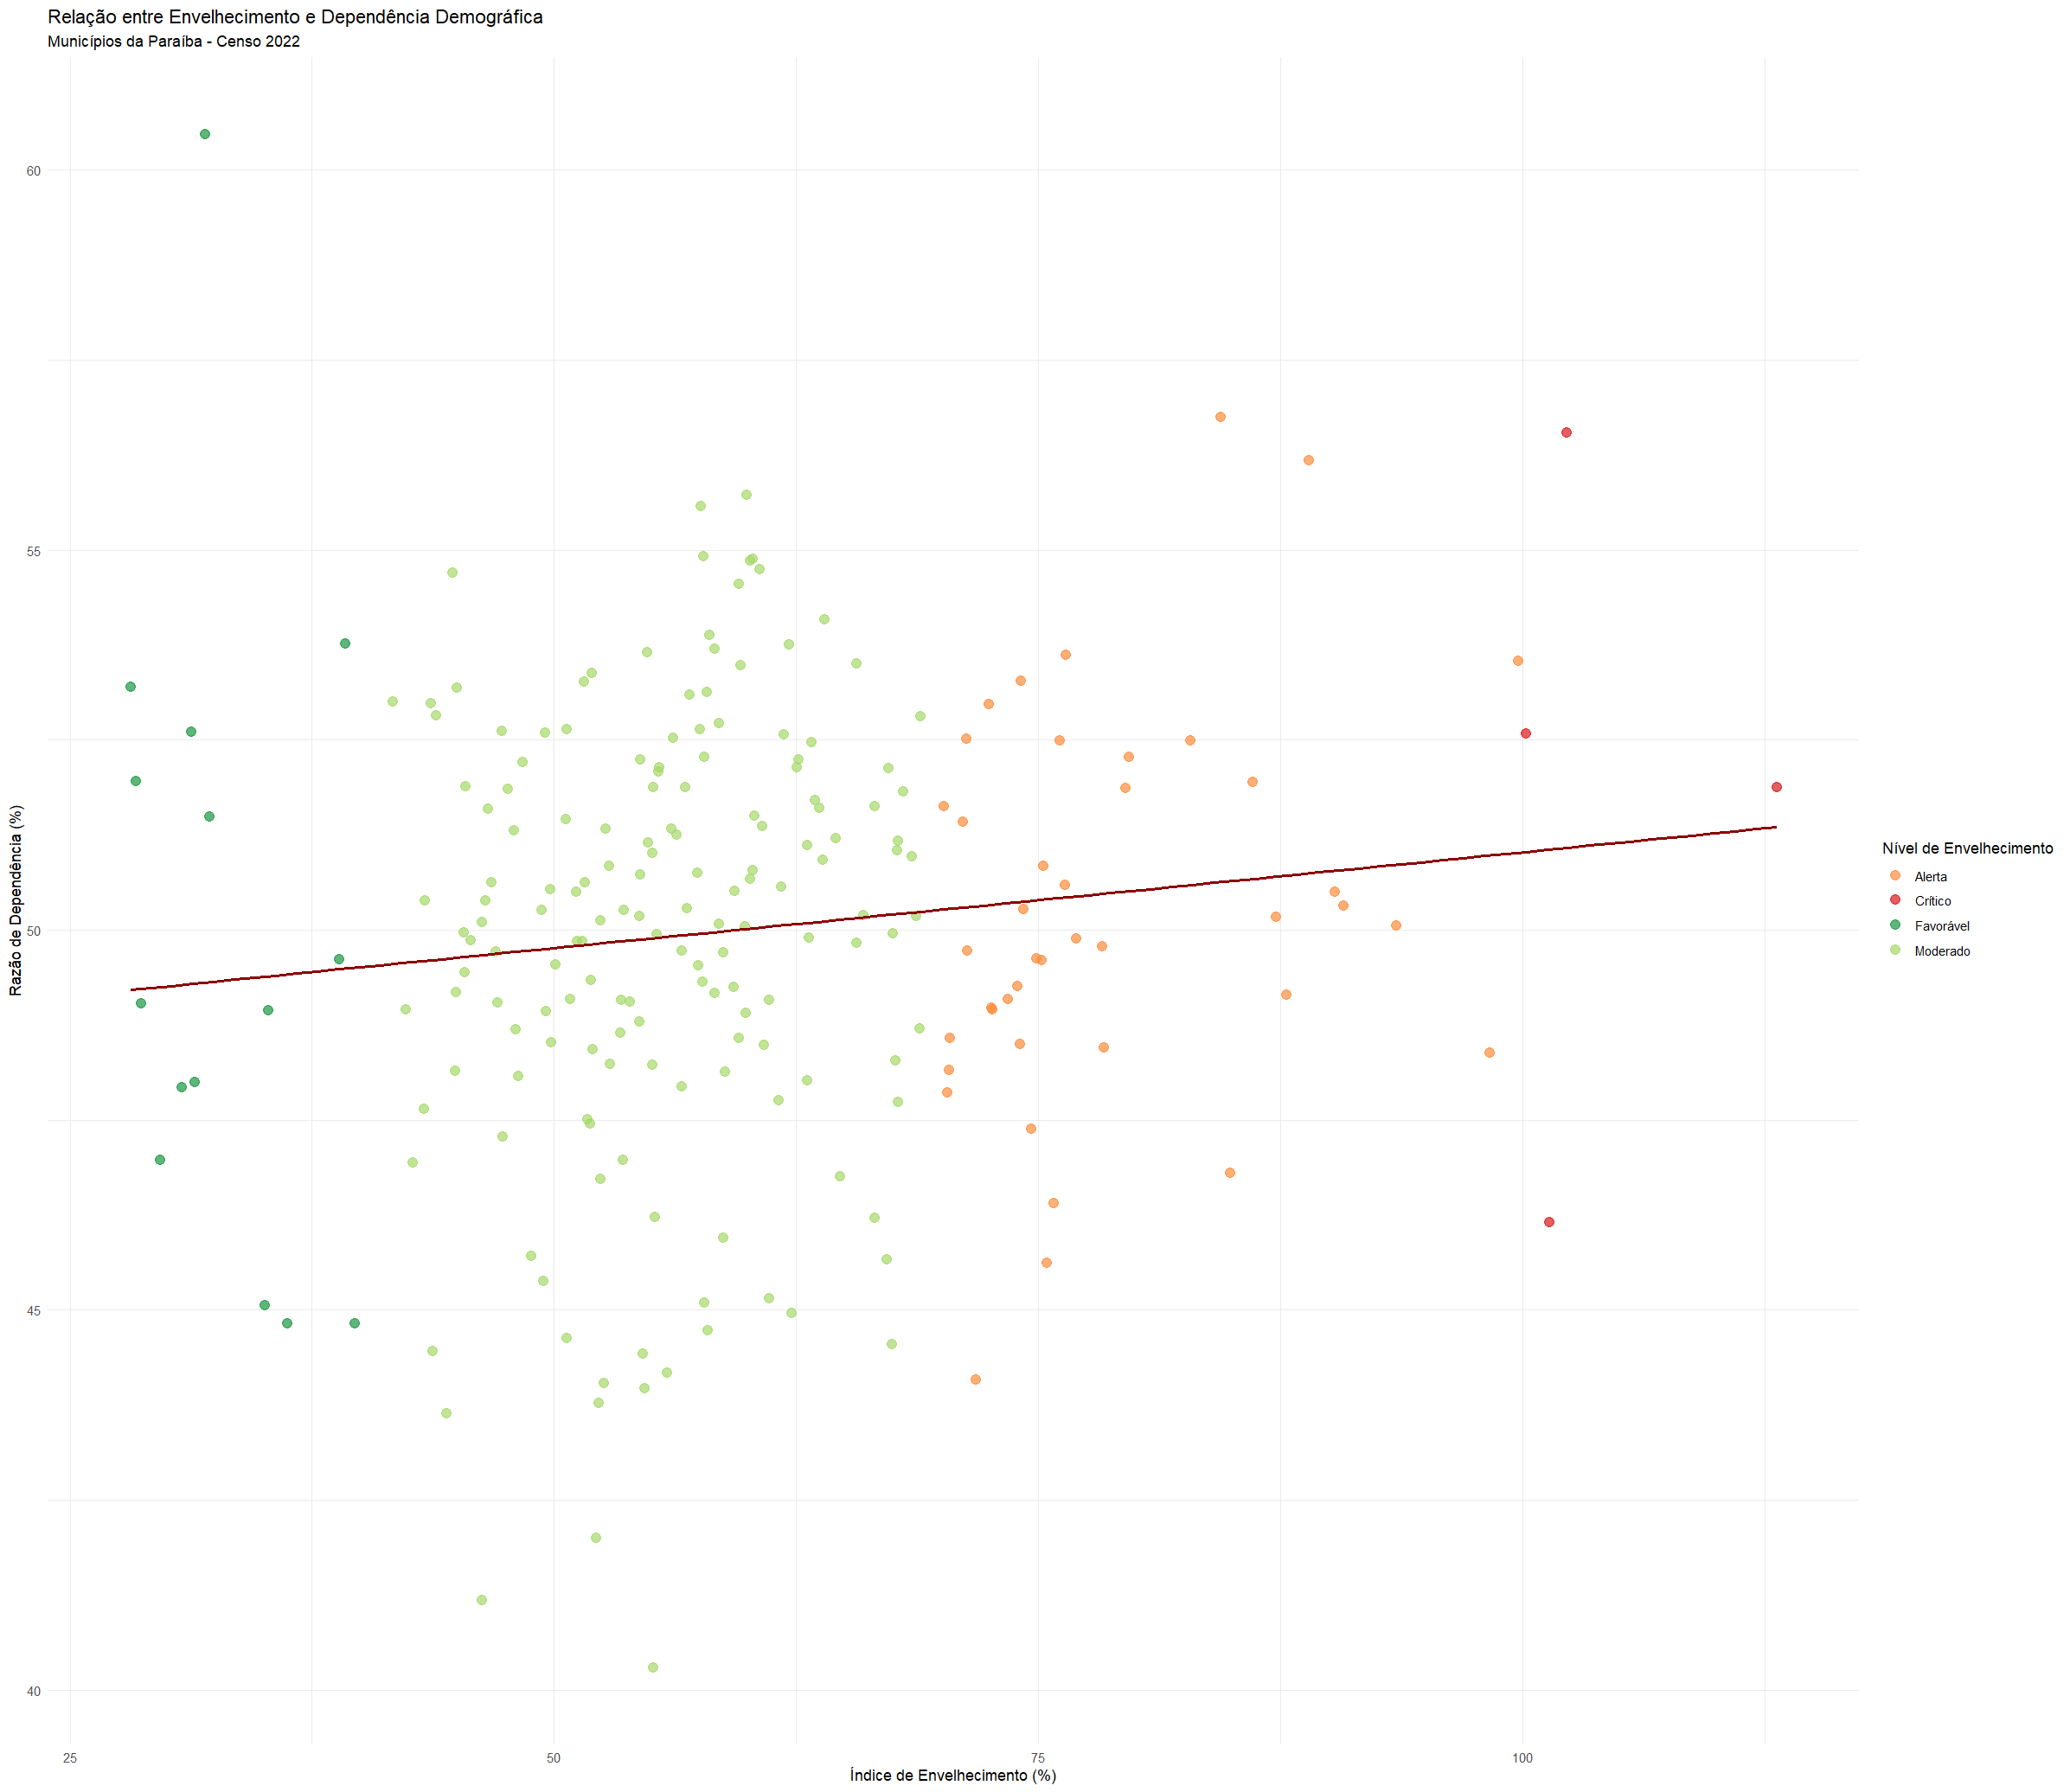 Relação entre Envelhecimento e Dependência Demográfica
Municípios da Paraíba - Censo 2022
Razão de Dependência (%)
60
55
50
45
40
25
50
75
100
Índice de Envelhecimento (%)
Nível de Envelhecimento
Alerta
Crítico
Favorável
Moderado